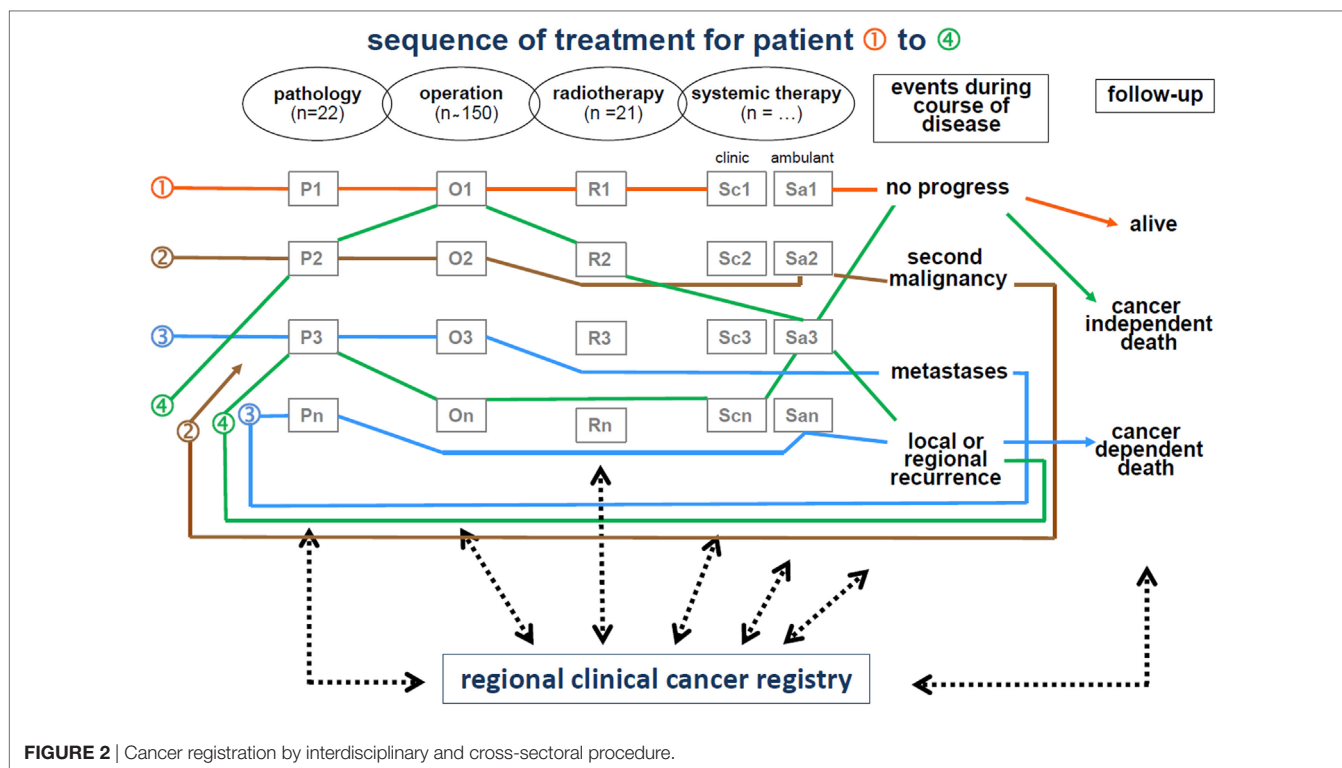 sequence of treatment for patient ① to ④
pathology
(n=22)
operation
(n~150)
radiotherapy
(n =21)
systemic therapy
(n = ...)
events during
course of
disease
follow-up
clinic
ambulant
① P1 O1 R1 Sc1 Sa1 no progress
alive
② P2 O2 R2 Sc2 Sa2 second
malignancy
cancer
independent
death
③ P3 O3 R3 Sc3 Sa3
metastases
④
② ④ ③ Pn On Rn Scn San
local or
regional
recurrence
cancer
dependent
death
regional clinical cancer registry
FIGURE 2 | Cancer registration by interdisciplinary and cross-sectoral procedure.